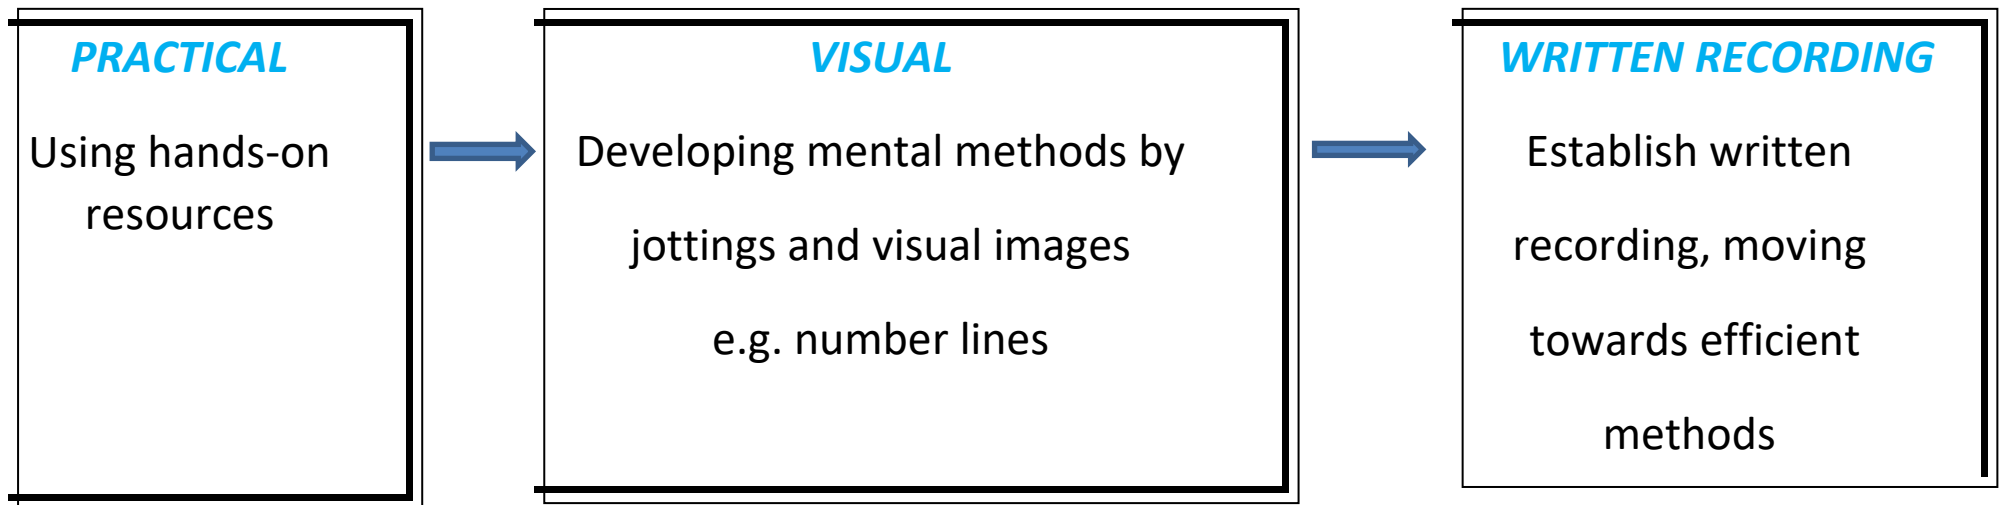 PRACTICAL
Using hands-on
resources
VISUAL
Developing mental methods by
jottings and visual images
e.g. number lines
WRITTEN RECORDING
Establish written
recording, moving
towards efficient
methods